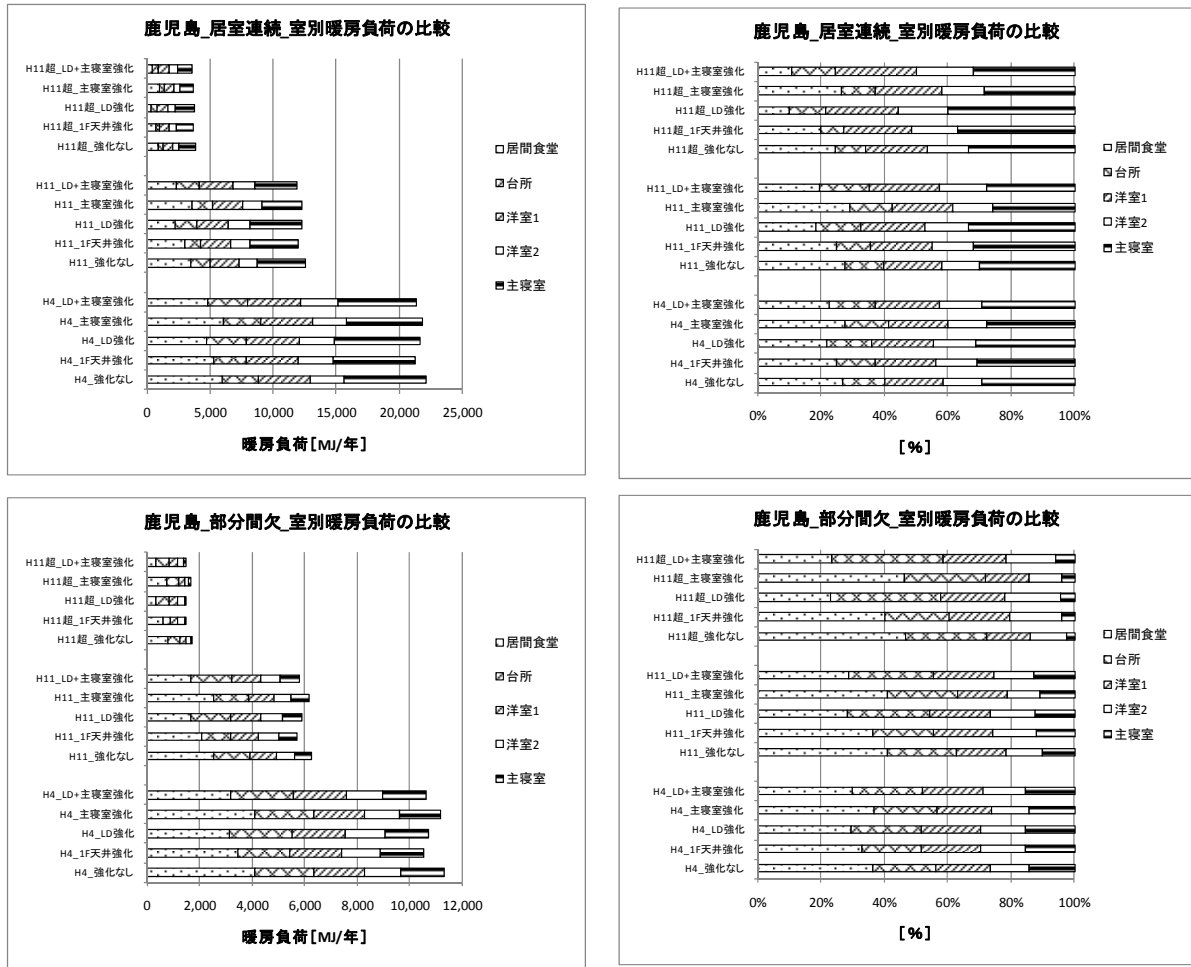 鹿児島_居室連続_室別暖房負荷の比較
H11超_LD+主寝室強化
H11超_主寝室強化
H11超_LD強化
H11超_1F天井強化
H11超_強化なし
H11_LD+主寝室強化
H11_主寝室強化
H11_LD強化
H11_1F天井強化
H11_強化なし
H4_LD+主寝室強化
H4_主寝室強化
H4_LD強化
H4_1F天井強化
H4_強化なし
0 5,000 10,000 15,000 20,000 25,000
暖房負荷[MJ/年]
居間食堂
台所
洋室1
洋室2
主寝室
鹿児島_居室連続_室別暖房負荷の比較
H11超_LD+主寝室強化
H11超_主寝室強化
H11超_LD強化
H11超_1F天井強化
H11超_強化なし
H11_LD+主寝室強化
H11_主寝室強化
H11_LD強化
H11_1F天井強化
H11_強化なし
H4_LD+主寝室強化
H4_主寝室強化
H4_LD強化
H4_1F天井強化
H4_強化なし
0% 20% 40% 60% 80% 100%
[%]
居間食堂
台所
洋室1
洋室2
主寝室
鹿児島_部分間欠_室別暖房負荷の比較
H11超_LD+主寝室強化
H11超_主寝室強化
H11超_LD強化
H11超_1F天井強化
H11超_強化なし
H11_LD+主寝室強化
H11_主寝室強化
H11_LD強化
H11_1F天井強化
H11_強化なし
H4_LD+主寝室強化
H4_主寝室強化
H4_LD強化
H4_1F天井強化
H4_強化なし
0 2,000 4,000 6,000 8,000 10,000 12,000
暖房負荷[MJ/年]
居間食堂
台所
洋室1
洋室2
主寝室
鹿児島_部分間欠_室別暖房負荷の比較
H11超_LD+主寝室強化
H11超_主寝室強化
H11超_LD強化
H11超_1F天井強化
H11超_強化なし
H11_LD+主寝室強化
H11_主寝室強化
H11_LD強化
H11_1F天井強化
H11_強化なし
H4_LD+主寝室強化
H4_主寝室強化
H4_LD強化
H4_1F天井強化
H4_強化なし
0% 20% 40% 60% 80% 100%
[%]
居間食堂
台所
洋室1
洋室2
主寝室